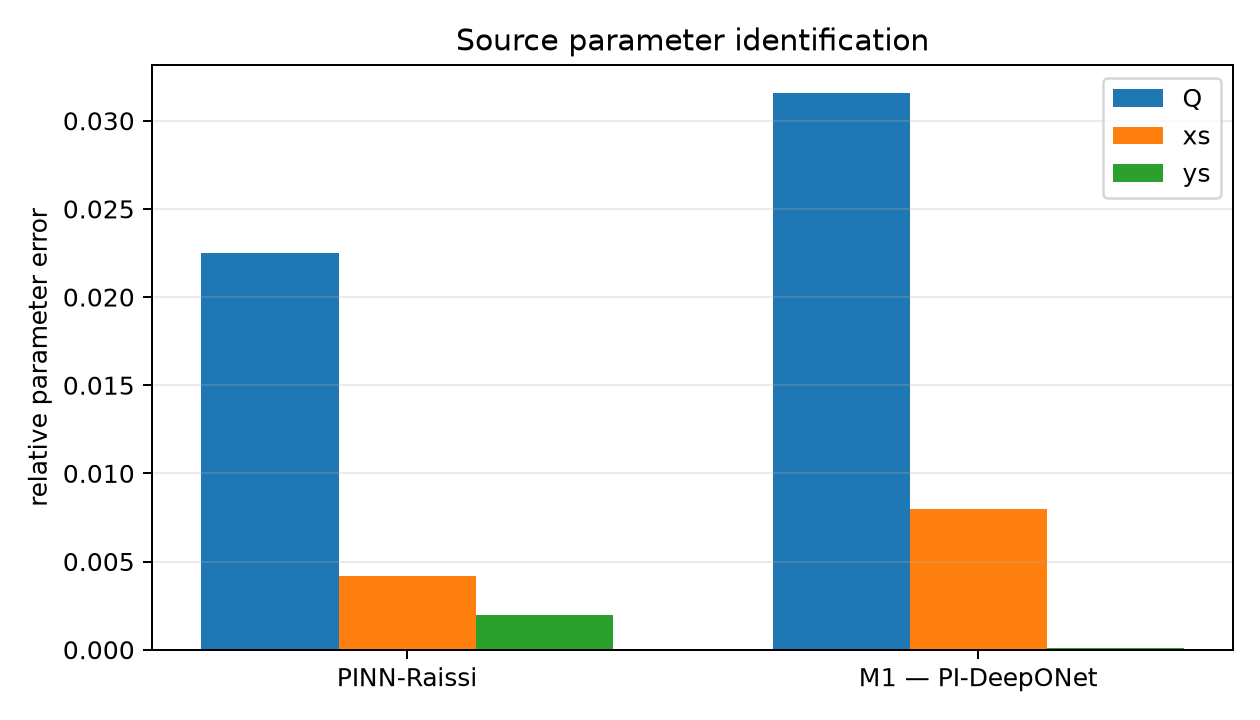 Source parameter identification
relative parameter error
0.030
0.025
0.020
0.015
0.010
0.005
0.000
Q
xs
ys
PINN-Raissi
M1 — PI-DeepONet